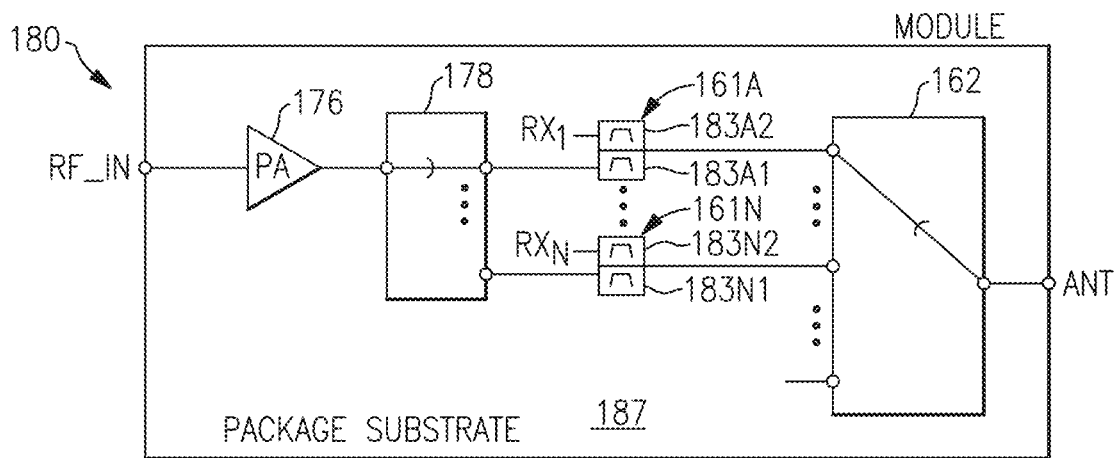 MODULE
180
178
162
176
161A
RX1
183A2
RF_IN
PA
183A1
161N
RXN
183N2
183N1
ANT
PACKAGE SUBSTRATE
187